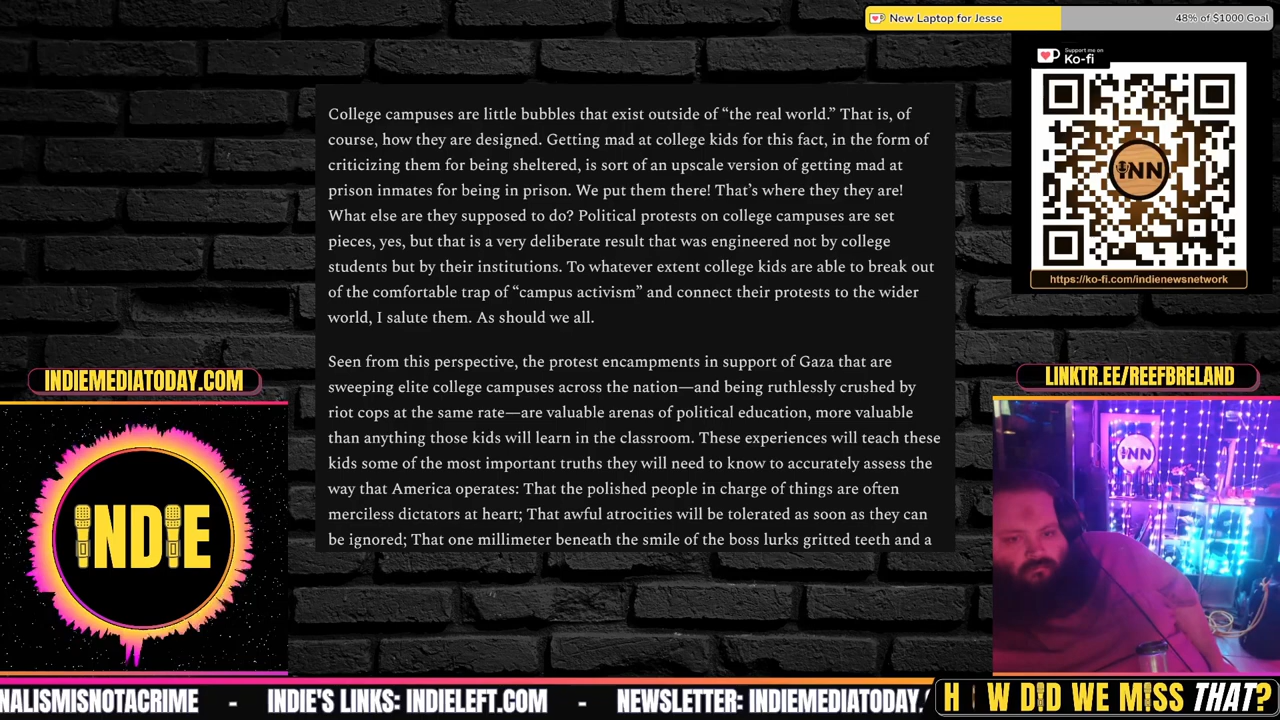 New Laptop for Jesse
48% of $1000 Goal
Support me on
Ko-fi
INN
https://ko-fi.com/indienewsnetwork
College campuses are little bubbles that exist outside of “the real world.” That is, of
course, how they are designed. Getting mad at college kids for this fact, in the form of
criticizing them for being sheltered, is sort of an upscale version of getting mad at
prison inmates for being in prison. We put them there! That’s where they they are!
What else are they supposed to do? Political protests on college campuses are set
pieces, yes, but that is a very deliberate result that was engineered not by college
students but by their institutions. To whatever extent college kids are able to break out
of the comfortable trap of “campus activism” and connect their protests to the wider
world, I salute them. As should we all.
Seen from this perspective, the protest encampments in support of Gaza that are
sweeping elite college campuses across the nation—and being ruthlessly crushed by
riot cops at the same rate—are valuable arenas of political education, more valuable
than anything those kids will learn in the classroom. These experiences will teach these
kids some of the most important truths they will need to know to accurately assess the
way that America operates: That the polished people in charge of things are often
merciless dictators at heart; That awful atrocities will be tolerated as soon as they can
be ignored; That one millimeter beneath the smile of the boss lurks gritted teeth and a
INDIEMEDIATODAY.COM
LINKTR.EE/REEFBRELAND
INDIE
INN
NALISMISNOTACRIME - INDIE'S LINKS: NDIELEFT.COM - NEWSLETTER: INDIEMEDIATODAY.
H W DID WE MISS THAT?